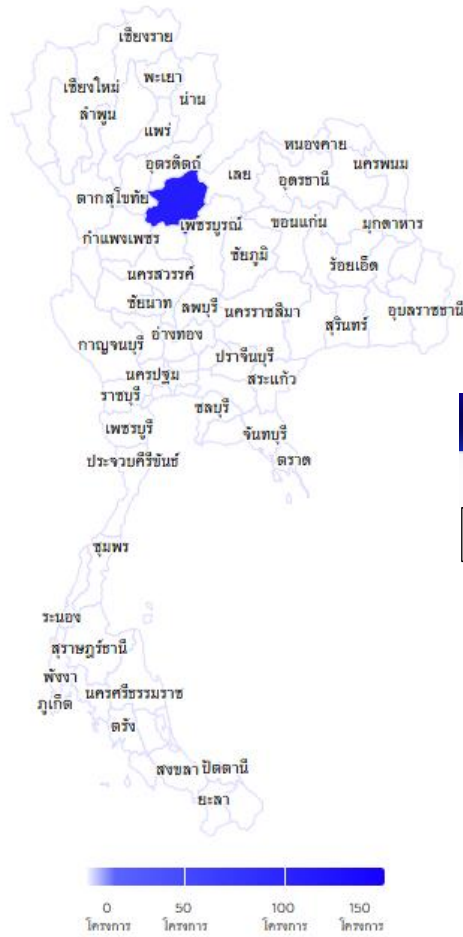 เชียงราย
พะเยา
เชียงใหม่
น่าน
ลำพูน
แพร่
หนองคาย
อุตรดิตถ์
เลย
นครพนม
อุดรธานี
ตาก สุโขทัย
เพชรบูรณ์
ขอนแก่น
มุกดาหาร
กำแพงเพชร
ชัยภูมิ
ร้อยเอ็ด
นครสวรรค์
ชัยนาท
ลพบุรี
นครราชสีมา
สุรินทร์
อุบลราชธานี
อ่างทอง
กาญจนบุรี
ปราจีนบุรี
นครปฐม
สระแก้ว
ราชบุรี
ชลบุรี
เพชรบุรี
จันทบุรี
ประจวบคีรีขันธ์
ตราด
ชุมพร
ระนอง
สุราษฎร์ธานี
พังงา
นครศรีธรรมราช
ภูเก็ต
ตรัง
สงขลา ปัตตานี
ยะลา
0 50 100 150
โครงการ โครงการ โครงการ โครงการ